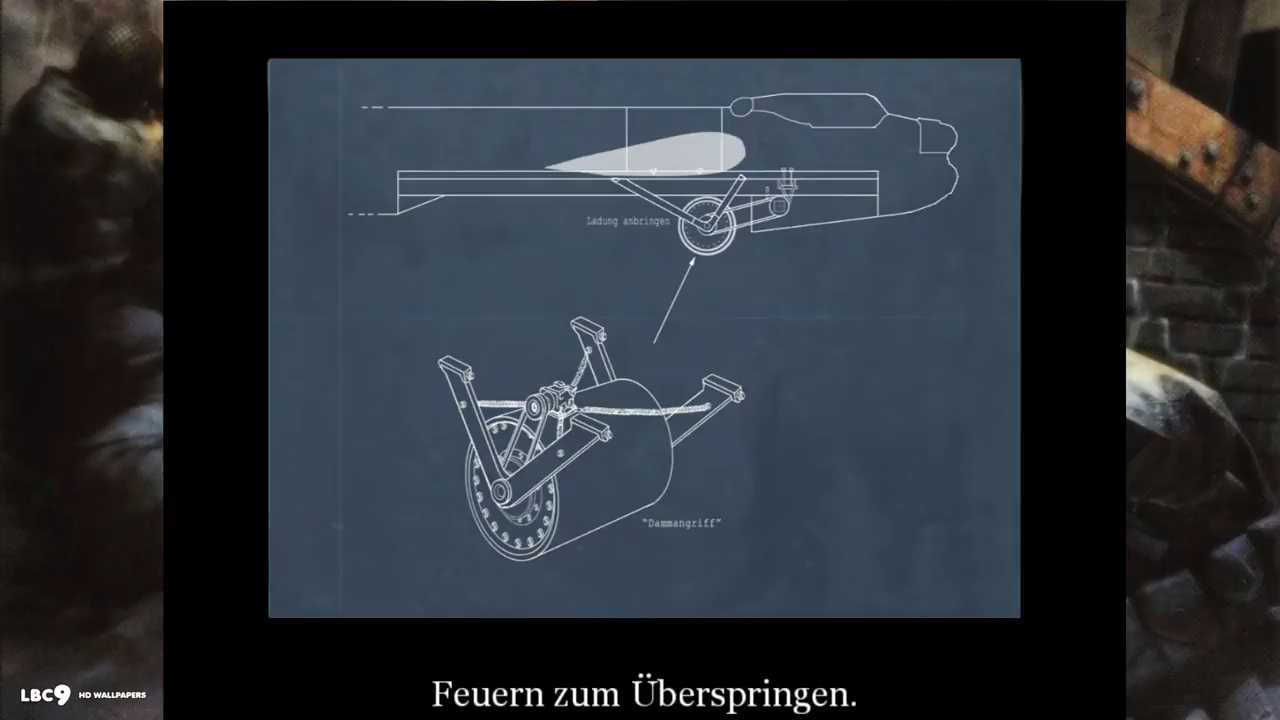 Ladung anbringen
“Dammangriff”
LBC9 HD WALLPAPERS
Feuern zum Überspringen.